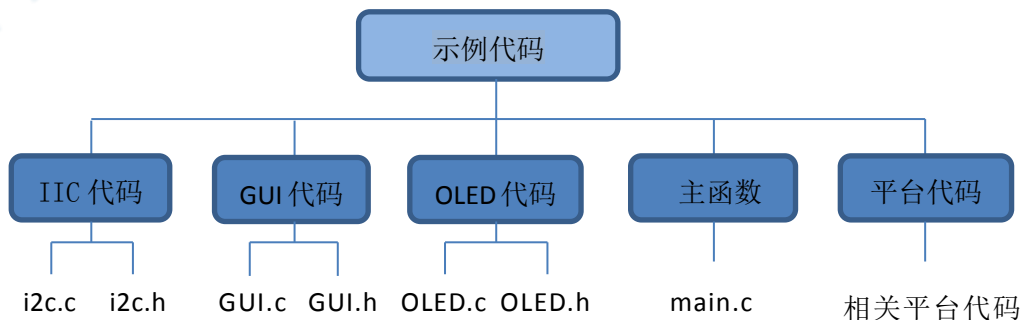 示例代码
IIC 代码 GUI 代码 OLED 代码 主函数 平台代码
i2c.c i2c.h GUI.c GUI.h OLED.c OLED.h main.c 相关平台代码